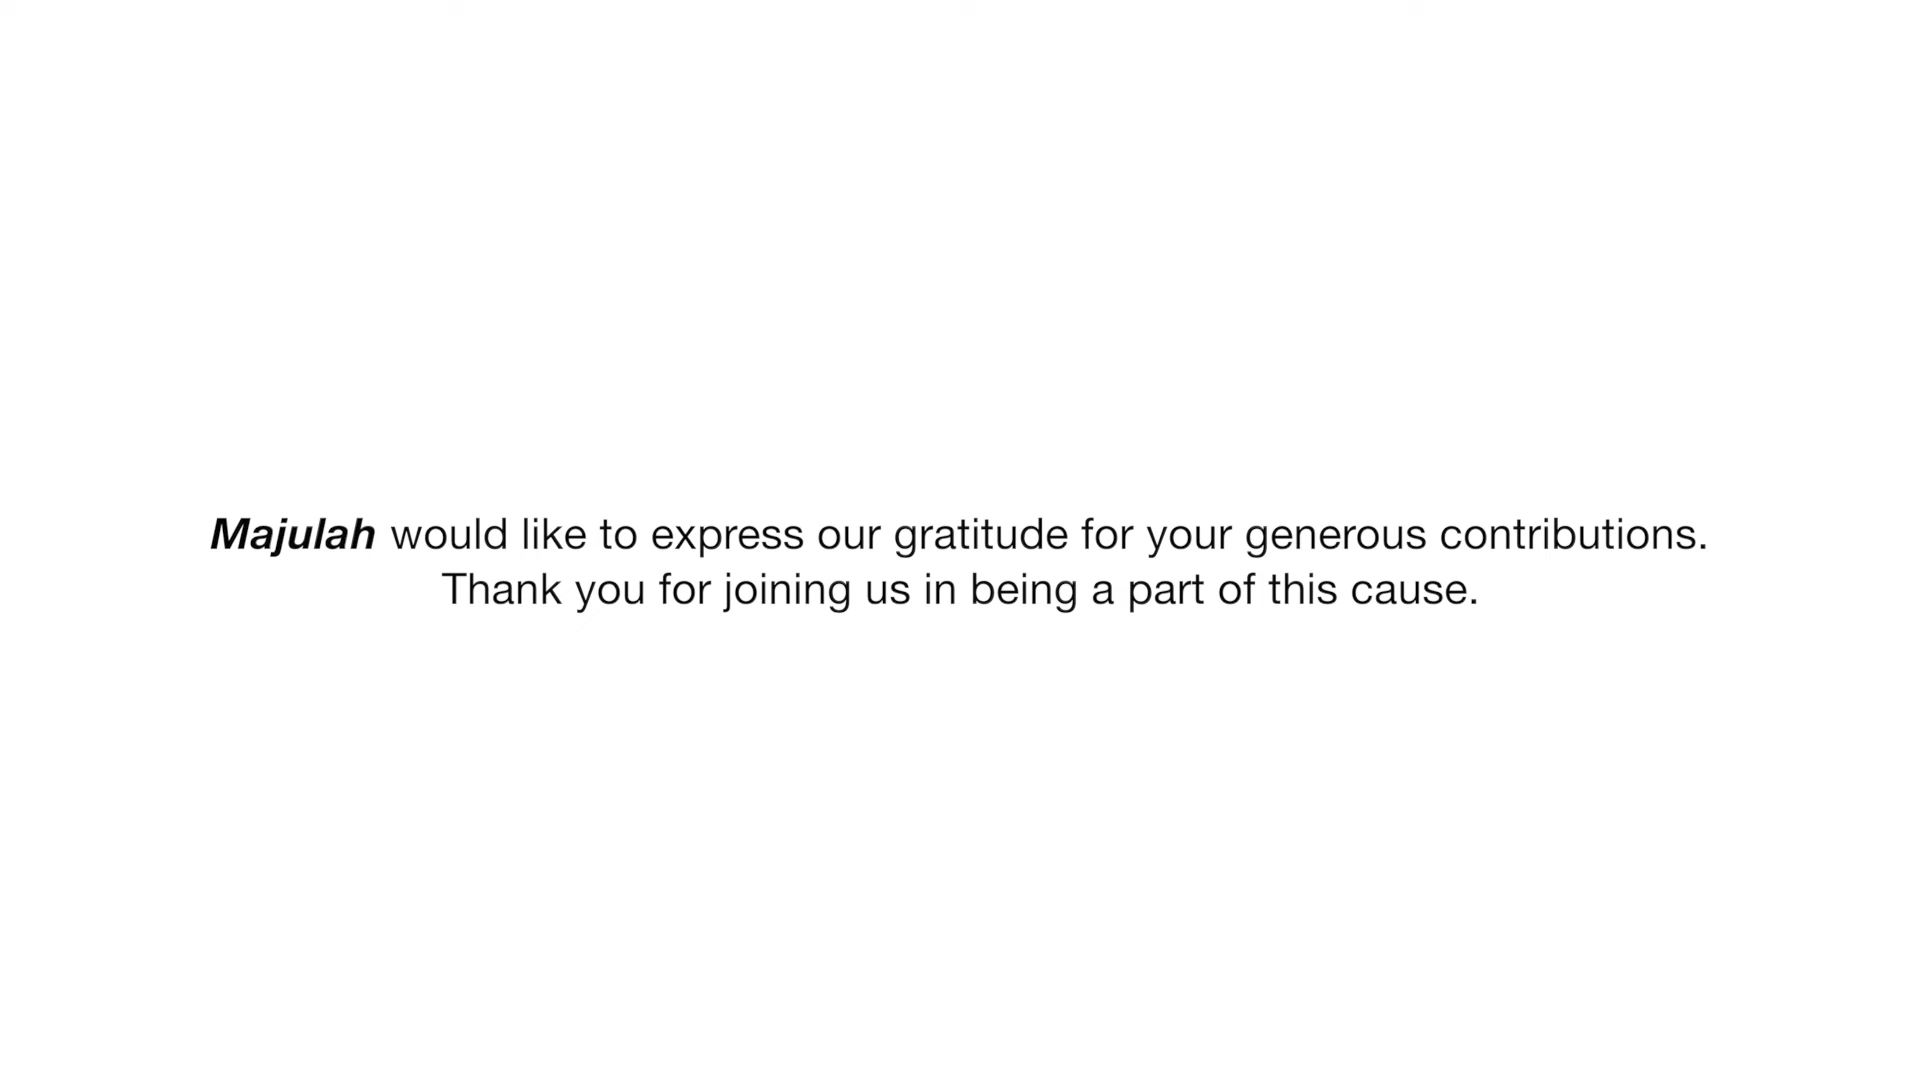 Majulah would like to express our gratitude for your generous contributions.
Thank you for joining us in being a part of this cause.